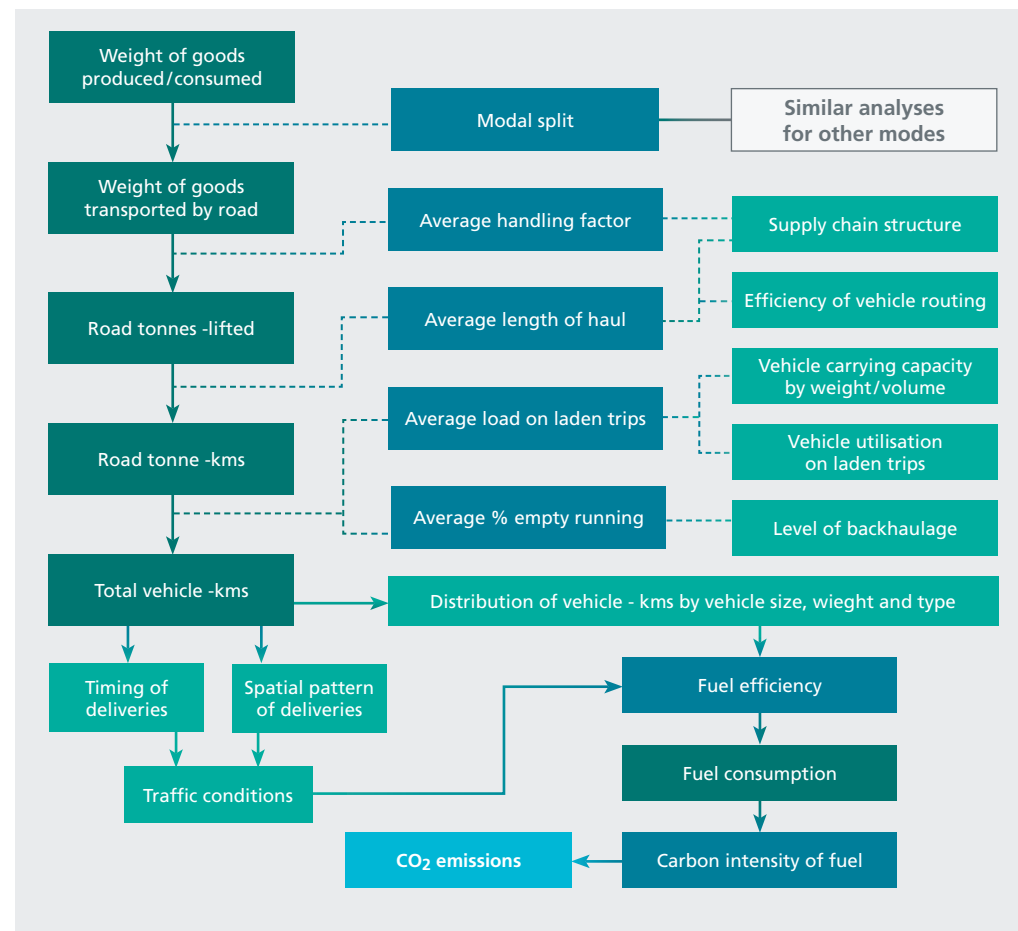 Weight of goods
produced/consumed
Modal split
Similar analyses
for other modes
Weight of goods
transported by road
Average handling factor
Supply chain structure
Efficiency of vehicle routing
Road tonnes -lifted
Average length of haul
Vehicle carrying capacity
by weight/volume
Average load on laden trips
Road tonne -kms
Vehicle utilisation
on laden trips
Average % empty running
Level of backhaulage
Total vehicle -kms
Distribution of vehicle - kms by vehicle size, wieght and type
Timing of
deliveries
Spatial pattern
of deliveries
Fuel efficiency
Traffic conditions
Fuel consumption
CO2 emissions
Carbon intensity of fuel